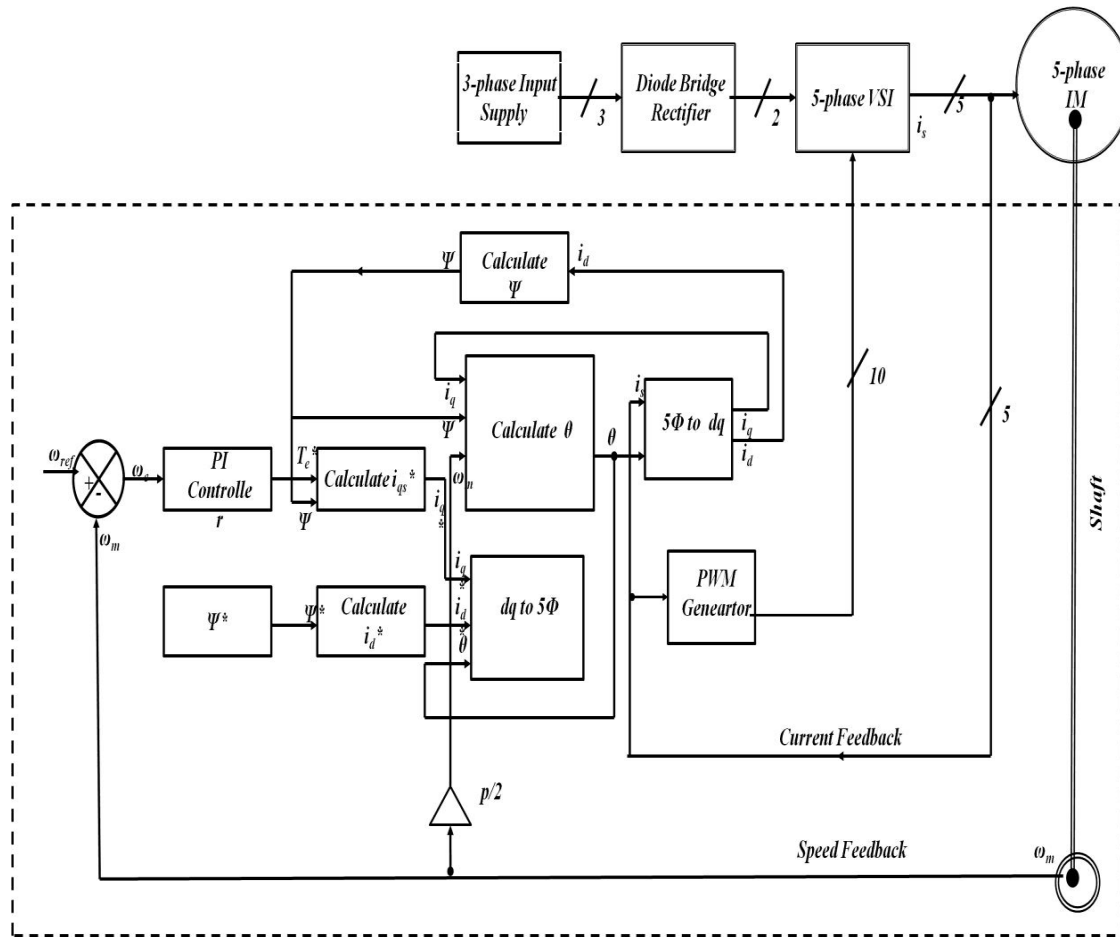 3-phase Input
Supply
3
Diode Bridge
Rectifier
2
5-phase VSI
i_s
5
5-phase
IM
Ψ
Calculate
Ψ
i_d
10
5
i_q
Ψ
ω_m
Calculate θ
θ
i_s
5Φ to dq
i_q
i_d
ω_ref
+
-
ω_e
PI
Controlle
r
T_e*
Ψ
Calculate i_qs*
i_q
*
ω_m
Shaft
Ψ*
Ψ*
Calculate
i_d*
i_q
*
i_d
*
θ
dq to 5Φ
PWM
Geneartor
Current Feedback
p/2
Speed Feedback
ω_m